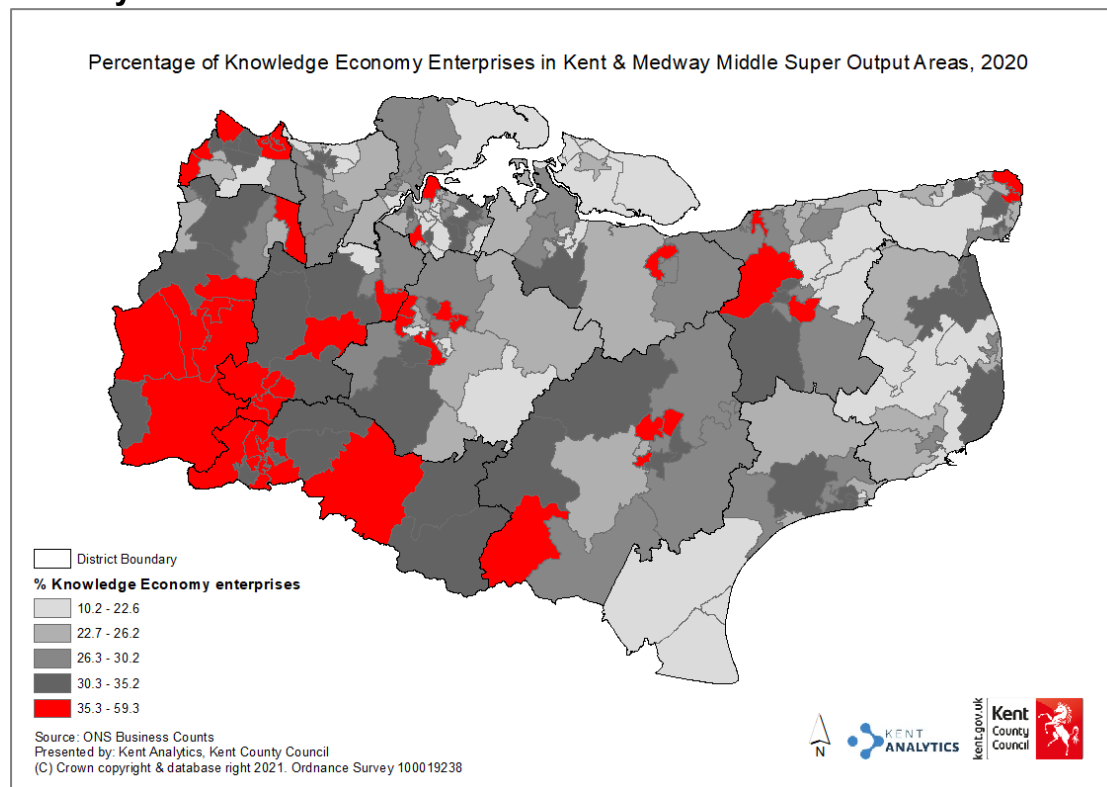 Percentage of Knowledge Economy Enterprises in Kent & Medway Middle Super Output Areas, 2020
District Boundary
% Knowledge Economy enterprises
10.2 - 22.6
22.7 - 26.2
26.3 - 30.2
30.3 - 35.2
35.3 - 59.3
Source: ONS Business Counts
Presented by: Kent Analytics, Kent County Council
(C) Crown copyright & database right 2021. Ordnance Survey 100019238
N
KENT
ANALYTICS
kent.gov.uk
Kent
County
Council